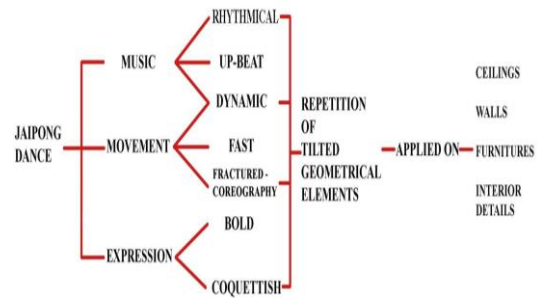 JAIPONG
DANCE
MUSIC
MOVEMENT
EXPRESSION
RHYTHMICAL
UP-BEAT
DYNAMIC
FAST
FRACTURED -
COREOGRAPHY
BOLD
COQUETTISH
REPETITION
OF
TILTED
GEOMETRICAL
ELEMENTS
APPLIED ON
CEILINGS
WALLS
FURNITURES
INTERIOR
DETAILS